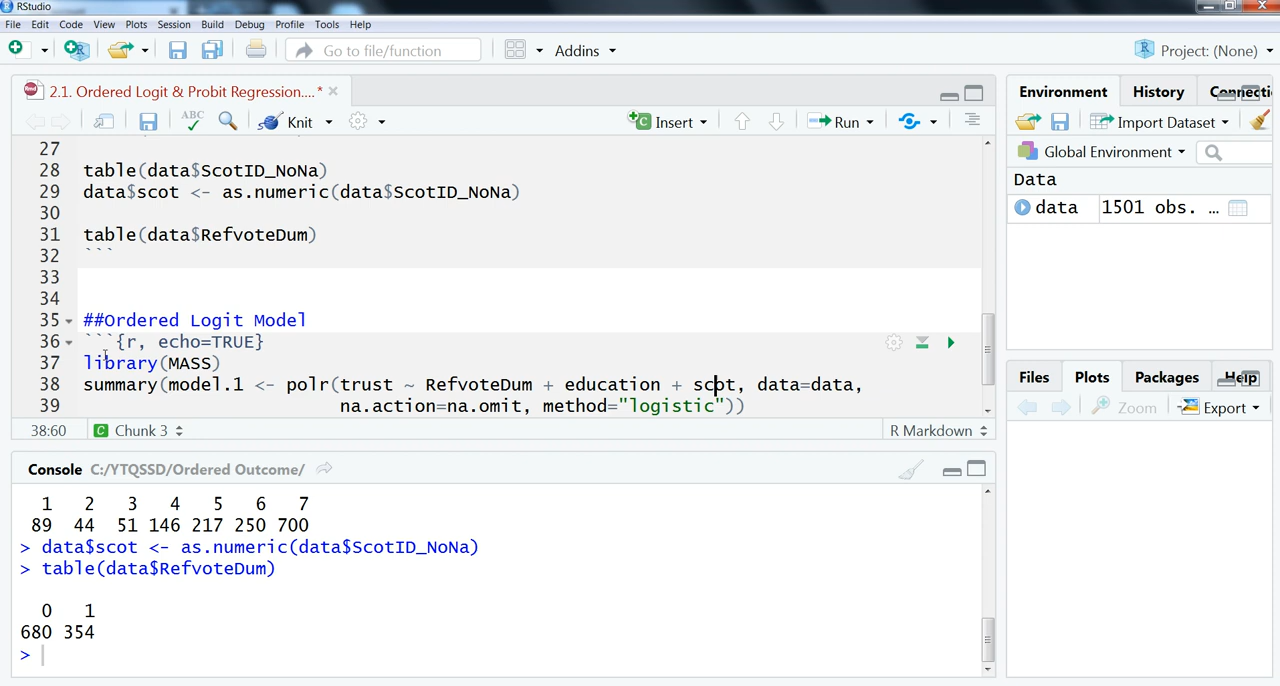 RStudio
File Edit Code View Plots Session Build Debug Profile Tools Help
Go to file/function Addins Project: (None)
2.1. Ordered Logit & Probit Regression....*
ABC Knit Insert Run
27
28 table(data$ScotID_NoNa)
29 data$scot <- as.numeric(data$ScotID_NoNa)
30
31 table(data$RefvoteDum)
32 ```
33
34
35 ##Ordered Logit Model
36 ```{r, echo=TRUE}
37 library(MASS)
38 summary(model.1 <- polr(trust ~ RefvoteDum + education + scot, data=data,
39 na.action=na.omit, method="logistic"))
38:60 C Chunk 3 R Markdown
Console C:/YTQSSD/Ordered Outcome/
1 2 3 4 5 6 7
89 44 51 146 217 250 700
> data$scot <- as.numeric(data$ScotID_NoNa)
> table(data$RefvoteDum)
0 1
680 354
>
Environment History Connecti
Import Dataset
Global Environment
Data
data 1501 obs. …
Files Plots Packages Help
Zoom Export